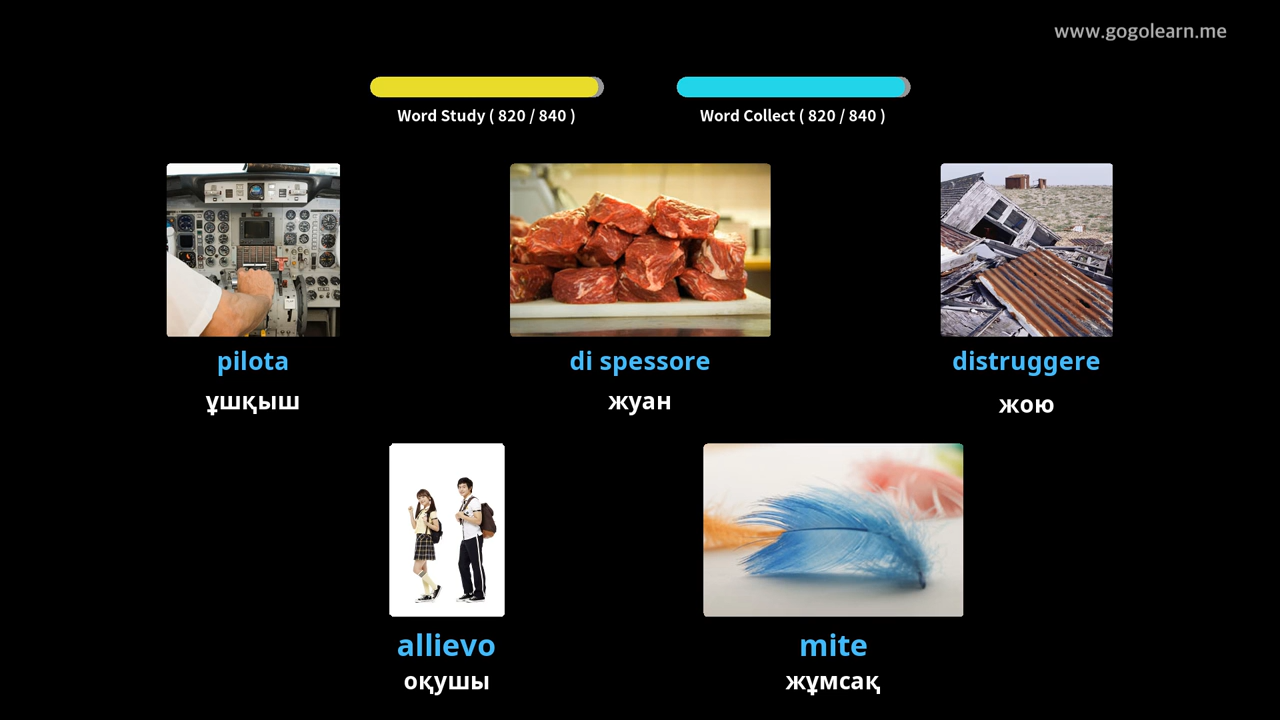 www.gogolearn.me
Word Study ( 820 / 840 )
Word Collect ( 820 / 840 )
pilota
ұшқыш
di spessore
жуан
distruggere
жою
allievo
оқушы
mite
жұмсақ